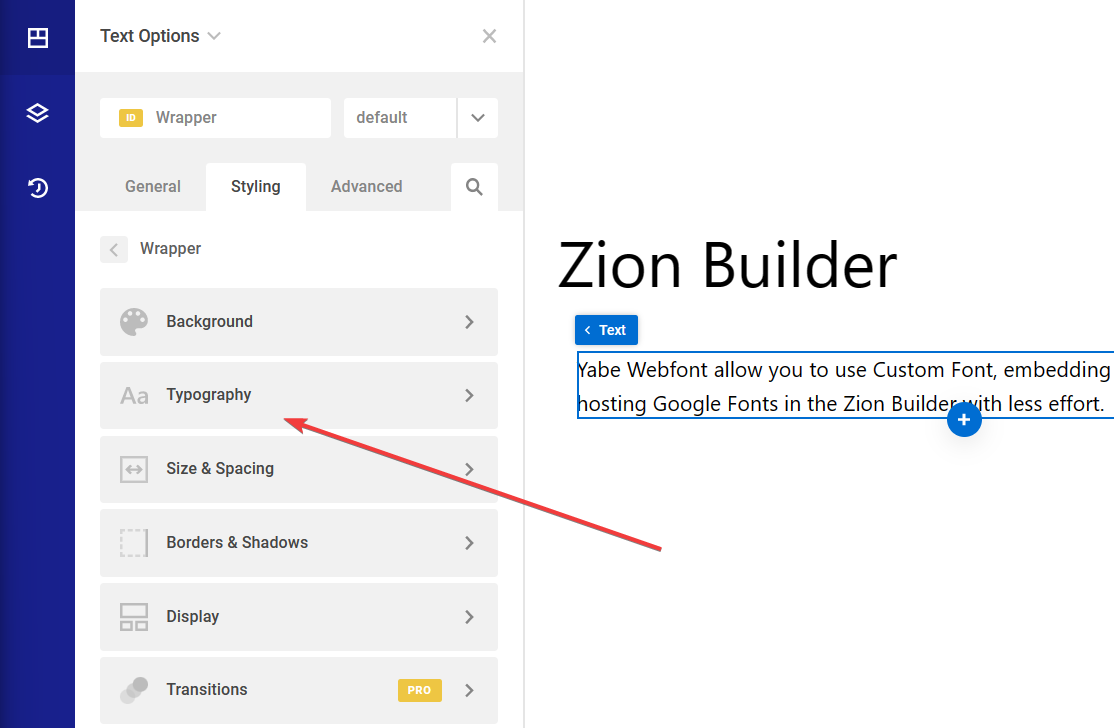 Text Options
ID Wrapper
default
General Styling Advanced
Wrapper
Background
Aa Typography
Size & Spacing
Borders & Shadows
Display
Transitions PRO
Zion Builder
Text
Yabe Webfont allow you to use Custom Font, embedding
hosting Google Fonts in the Zion Builder with less effort.